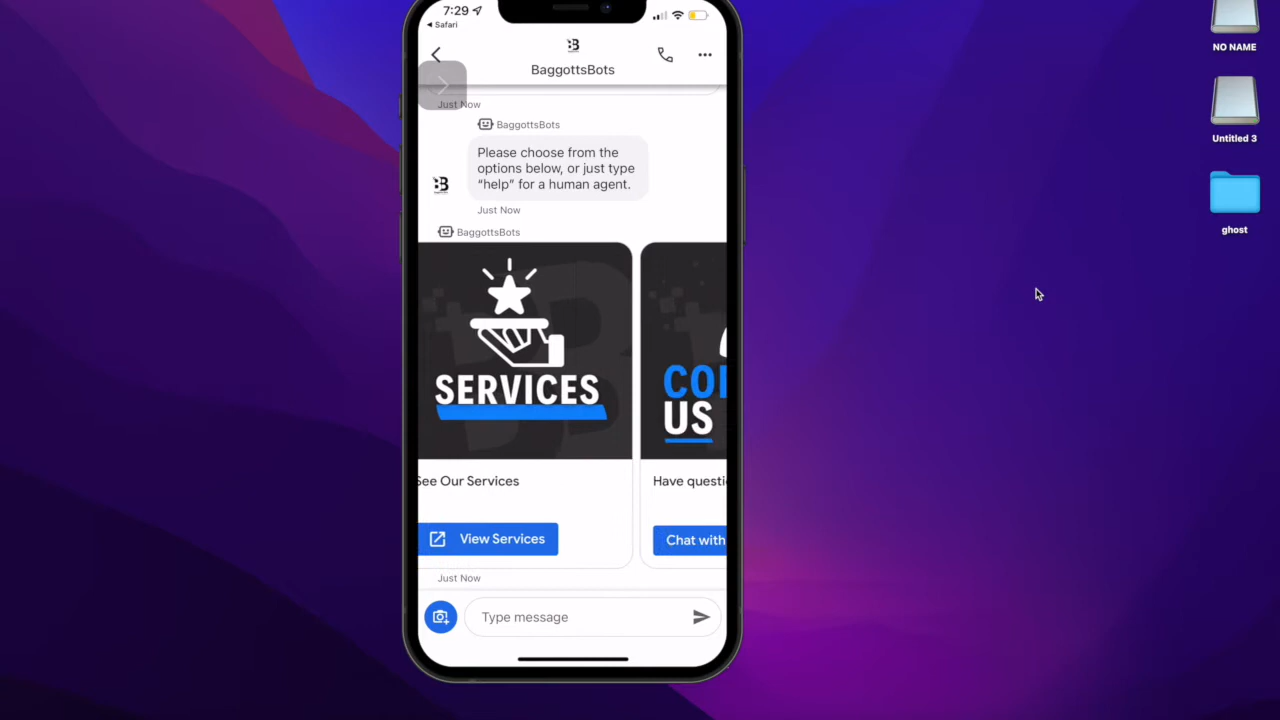 7:29
Safari
BaggottsBots
Just Now
BaggottsBots
Please choose from the
options below, or just type
“help” for a human agent.
Just Now
BaggottsBots
SERVICES
US
See Our Services
Have
View Services
Chat with
Just Now
Type message
NO NAME
Untitled 3
ghost